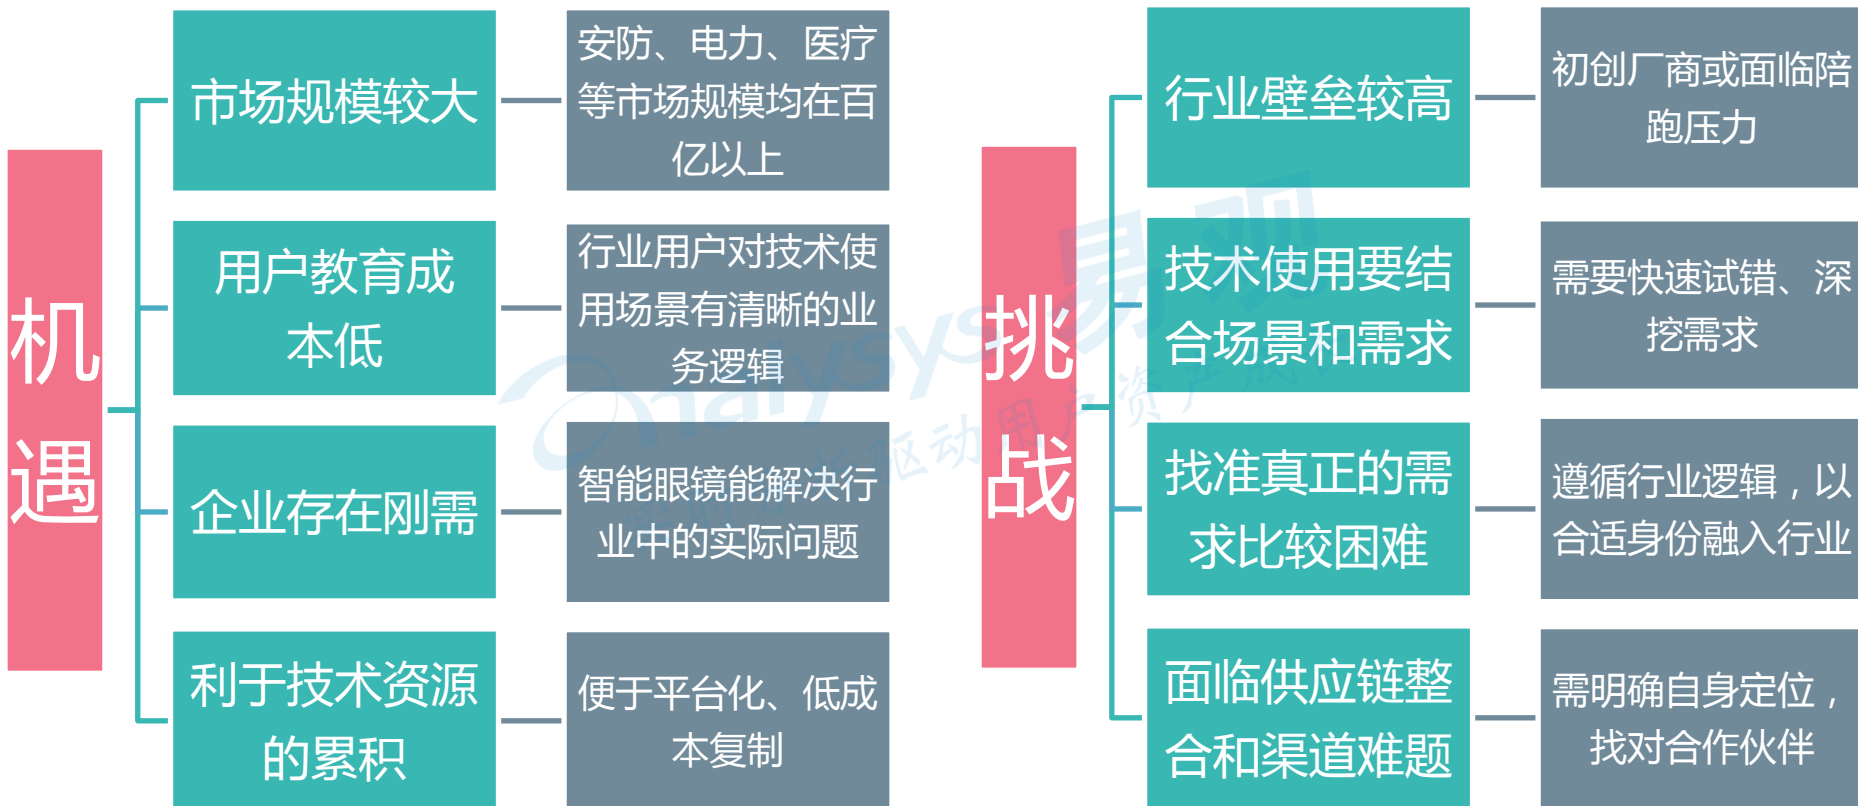 机
遇
市场规模较大
安防、电力、医疗
等市场规模均在百
亿以上
用户教育成
本低
行业用户对技术使
用场景有清晰的业
务逻辑
企业存在刚需
智能眼镜能解决行
业中的实际问题
利于技术资源
的累积
便于平台化、低成
本复制
挑
战
行业壁垒较高
初创厂商或面临陪
跑压力
技术使用要结
合场景和需求
需要快速试错、深
挖需求
找准真正的需
求比较困难
遵循行业逻辑，以
合适身份融入行业
面临供应链整
合和渠道难题
需明确自身定位，
找对合作伙伴
易观